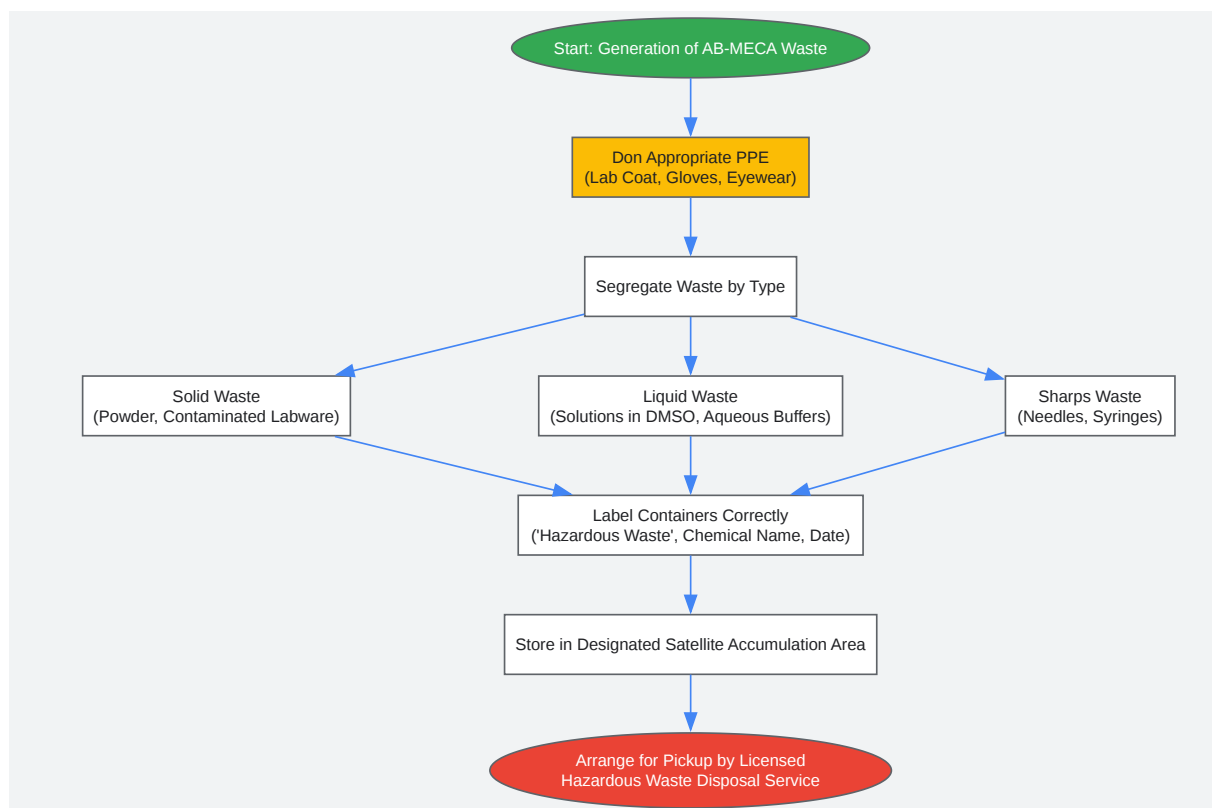 Start: Generation of AB-MECA Waste
Don Appropriate PPE
(Lab Coat, Gloves, Eyewear)
Segregate Waste by Type
Solid Waste
(Powder, Contaminated Labware)
Liquid Waste
(Solutions in DMSO, Aqueous Buffers)
Sharps Waste
(Needles, Syringes)
Label Containers Correctly
('Hazardous Waste', Chemical Name, Date)
Store in Designated Satellite Accumulation Area
Arrange for Pickup by Licensed
Hazardous Waste Disposal Service